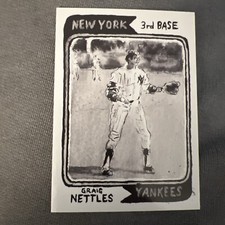 NEW YORK
3rd BASE
GRAIG
NETTLES
YANKEES